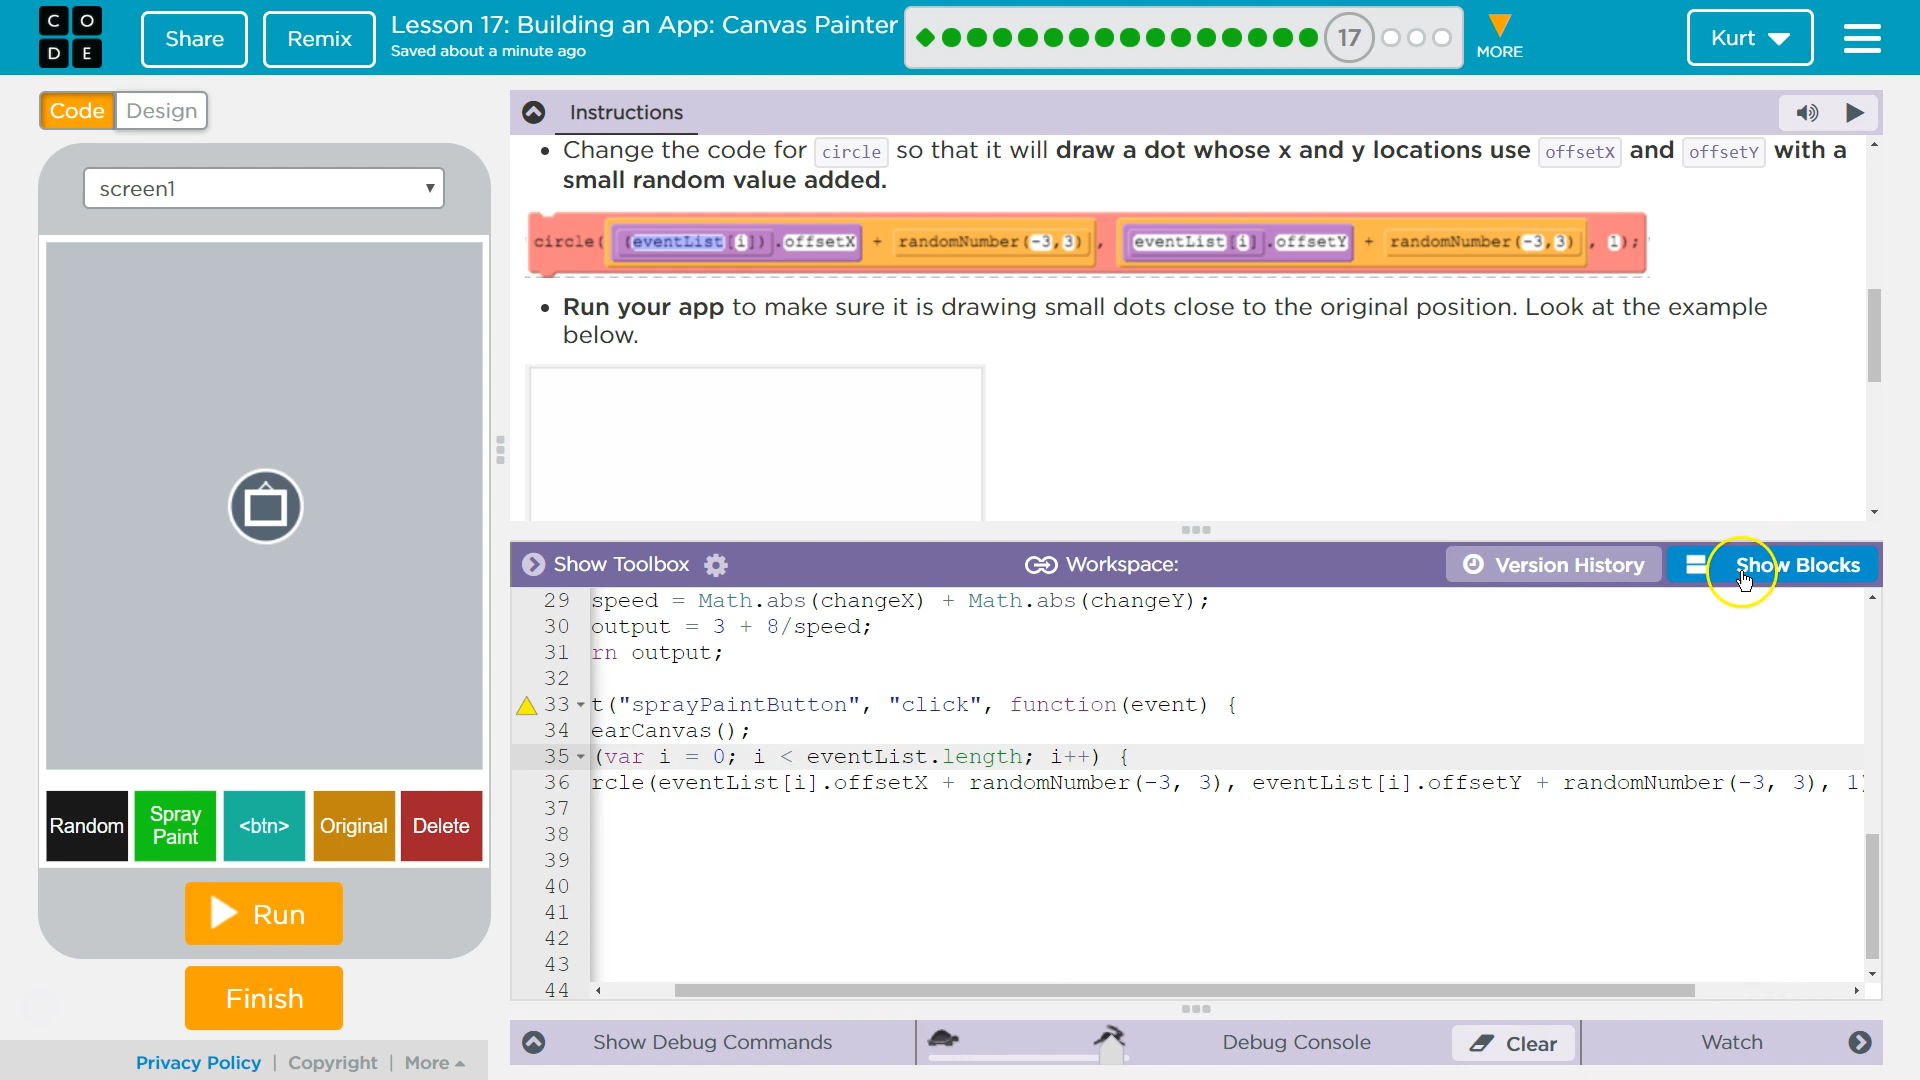 C O
D E
Share
Remix
Lesson 17: Building an App: Canvas Painter
Saved about a minute ago
17
MORE
Kurt
Code
Design
screen1
Random
Spray
Paint
<btn>
Original
Delete
Run
Finish
Privacy Policy | Copyright | More
Instructions
• Change the code for circle so that it will draw a dot whose x and y locations use offsetX and offsetY with a
small random value added.
circle( (eventList[i]).offsetX + randomNumber(-3,3) , eventList[i].offsetY + randomNumber(-3,3) , 1);
• Run your app to make sure it is drawing small dots close to the original position. Look at the example
below.
Show Toolbox
Workspace:
Version History
Show Blocks
29 speed = Math.abs(changeX) + Math.abs(changeY);
30 output = 3 + 8/speed;
31 rn output;
32
33 t("sprayPaintButton", "click", function(event) {
34 earCanvas();
35 (var i = 0; i < eventList.length; i++) {
36 rcle(eventList[i].offsetX + randomNumber(-3, 3), eventList[i].offsetY + randomNumber(-3, 3), 1)
37
38
39
40
41
42
43
44
Show Debug Commands
Debug Console
Clear
Watch